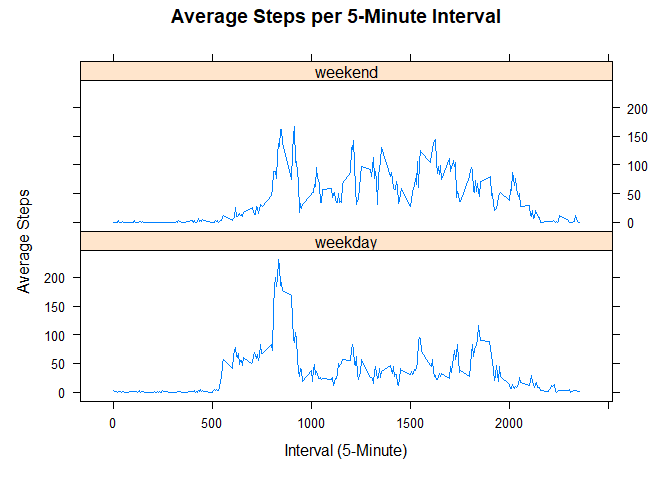 Average Steps per 5-Minute Interval
weekend
200
150
100
50
0
Average Steps
weekday
200
150
100
50
0
0 500 1000 1500 2000
Interval (5-Minute)